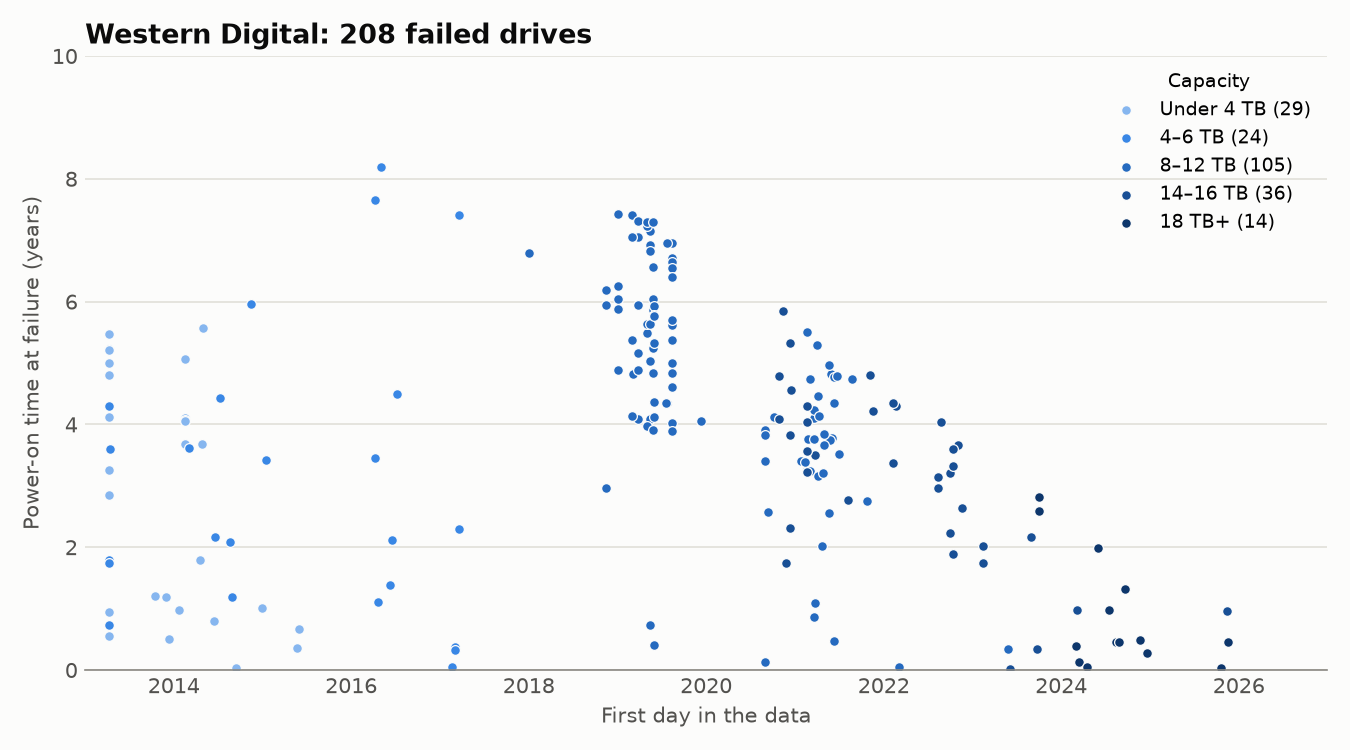 Western Digital: 208 failed drives
Power-on time at failure (years)
10
8
6
4
2
0
Capacity
Under 4 TB (29)
4–6 TB (24)
8–12 TB (105)
14–16 TB (36)
18 TB+ (14)
2014
2016
2018
2020
2022
2024
2026
First day in the data